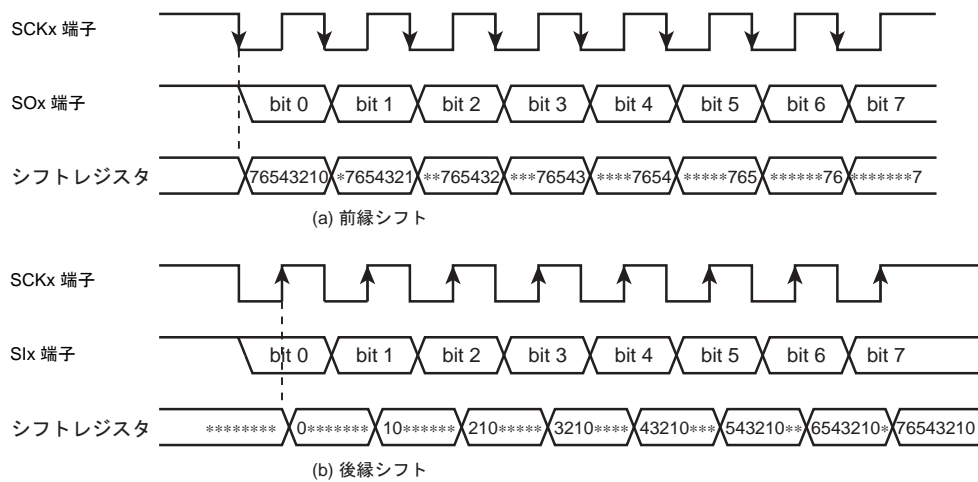 SCKx 端子
SOx 端子
bit 0 bit 1 bit 2 bit 3 bit 4 bit 5 bit 6 bit 7
シフトレジスタ
76543210 *7654321 **765432 ***76543 ****7654 *****765 ******76 *******7
(a) 前縁シフト
SCKx 端子
SIx 端子
bit 0 bit 1 bit 2 bit 3 bit 4 bit 5 bit 6 bit 7
シフトレジスタ
******** 0******* 10****** 210***** 3210**** 43210*** 543210** 6543210* 76543210
(b) 後縁シフト